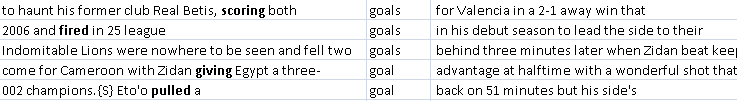 to haunt his former club Real Betis, scoring both goals for Valencia in a 2-1 away win that
2006 and fired in 25 league goals in his debut season to lead the side to their
Indomitable Lions were nowhere to be seen and fell two goals behind three minutes later when Zidan beat keep
come for Cameroon with Zidan giving Egypt a three- goal advantage at halftime with a wonderful shot that
002 champions.{S} Eto'o pulled a goal back on 51 minutes but his side's